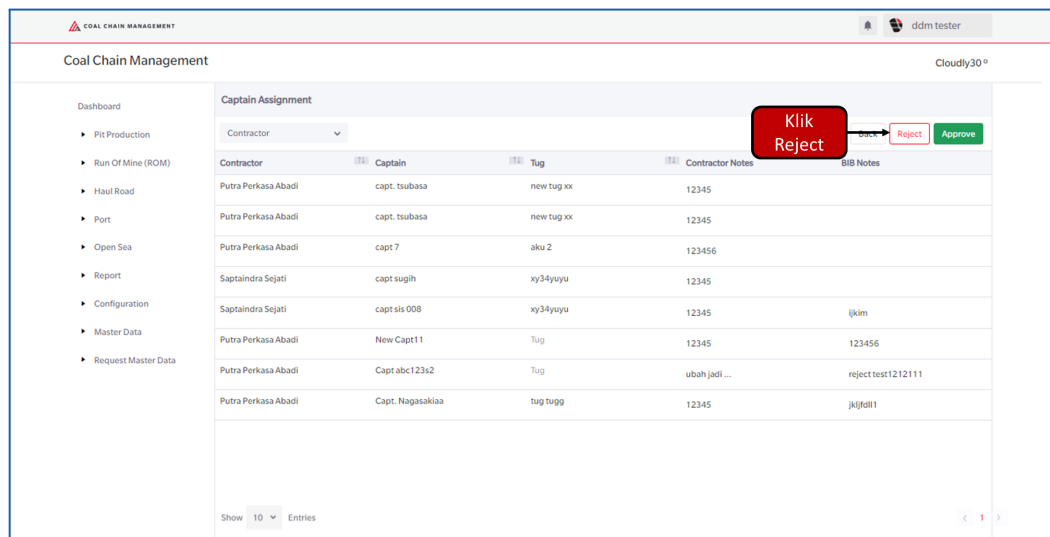 COAL CHAIN MANAGEMENT
ddm tester
Coal Chain Management
Cloudly30°
Dashboard
Pit Production
Run Of Mine (ROM)
Haul Road
Port
Open Sea
Report
Configuration
Master Data
Request Master Data
Captain Assignment
Contractor
Klik
Reject
Back
Reject
Approve
Contractor Captain Tug Contractor Notes BIB Notes
Putra Perkasa Abadi capt. tsubasa new tug xx 12345
Putra Perkasa Abadi capt. tsubasa new tug xx 12345
Putra Perkasa Abadi capt 7 aku 2 123456
Saptaindra Sejati capt sugih xy34yuyu 12345
Saptaindra Sejati capt sis 008 xy34yuyu 12345 ijkim
Putra Perkasa Abadi New Capt11 Tug 12345 123456
Putra Perkasa Abadi Capt abc123s2 Tug ubah jadi ... reject test1212111
Putra Perkasa Abadi Capt. Nagasakiaa tug tugg 12345 jkljfdll1
Show 10 Entries
1